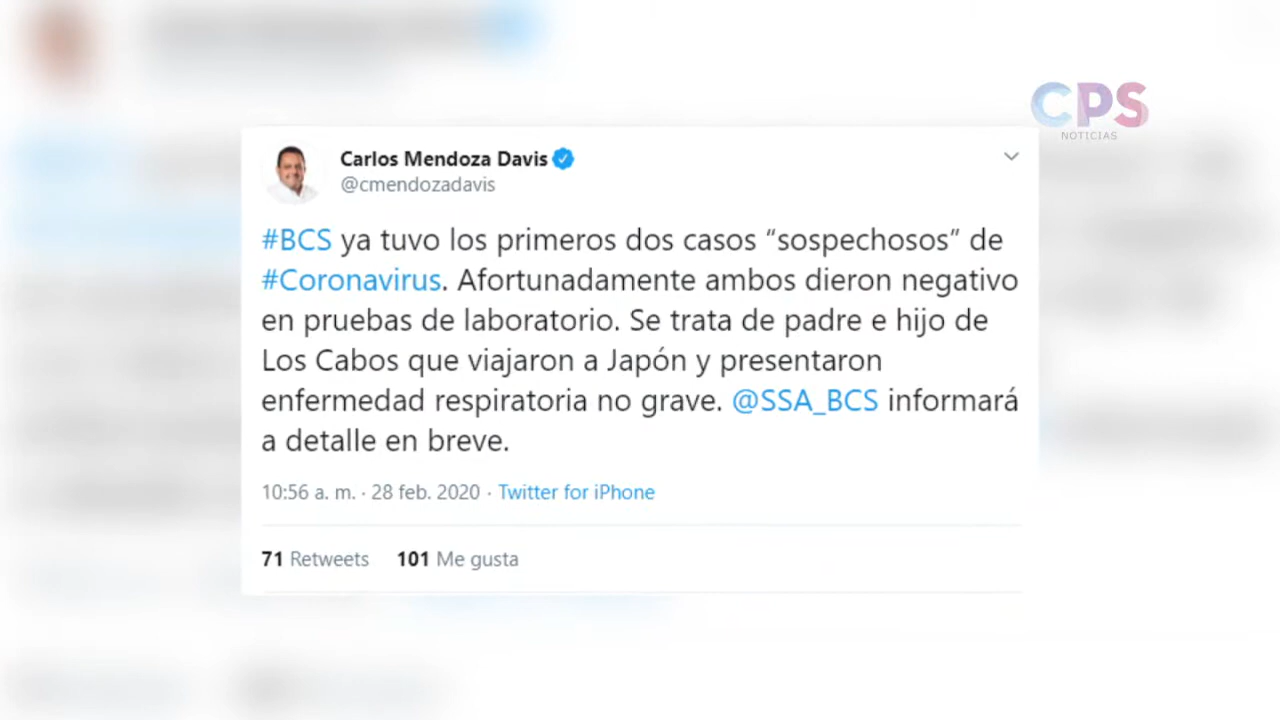 CPS
NOTICIAS
Carlos Mendoza Davis
@cmendozadavis
#BCS ya tuvo los primeros dos casos “sospechosos” de
#Coronavirus. Afortunadamente ambos dieron negativo
en pruebas de laboratorio. Se trata de padre e hijo de
Los Cabos que viajaron a Japón y presentaron
enfermedad respiratoria no grave. @SSA_BCS informará
a detalle en breve.
10:56 a. m. · 28 feb. 2020 · Twitter for iPhone
71 Retweets 101 Me gusta